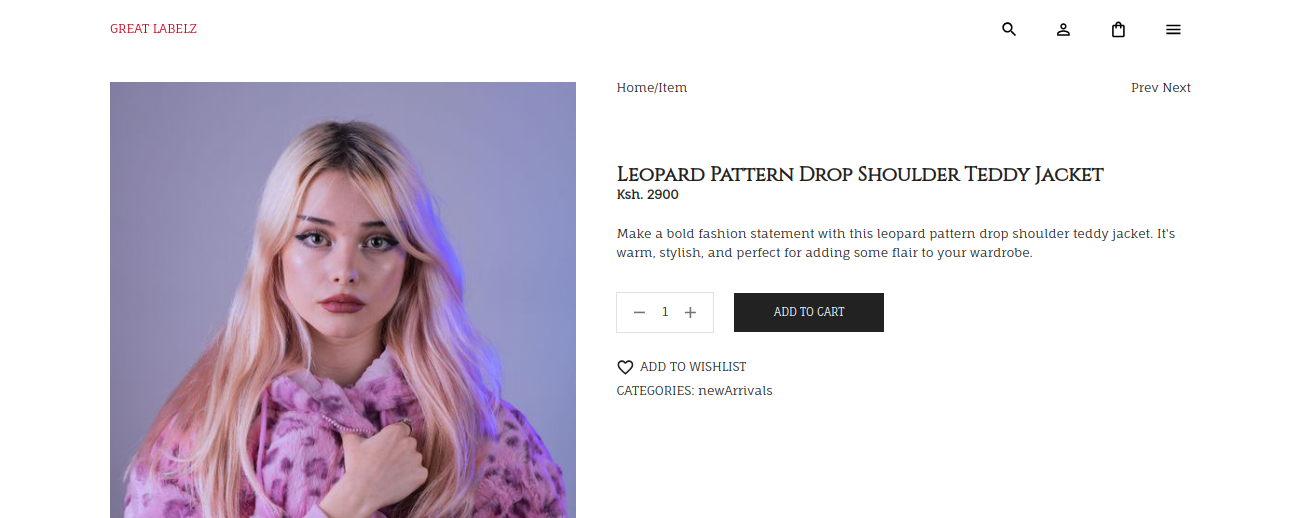 GREAT LABELZ
Home/Item
Prev Next
Leopard Pattern Drop Shoulder Teddy Jacket
Ksh. 2900
Make a bold fashion statement with this leopard pattern drop shoulder teddy jacket. It's
warm, stylish, and perfect for adding some flair to your wardrobe.
1
ADD TO CART
ADD TO WISHLIST
CATEGORIES: newArrivals